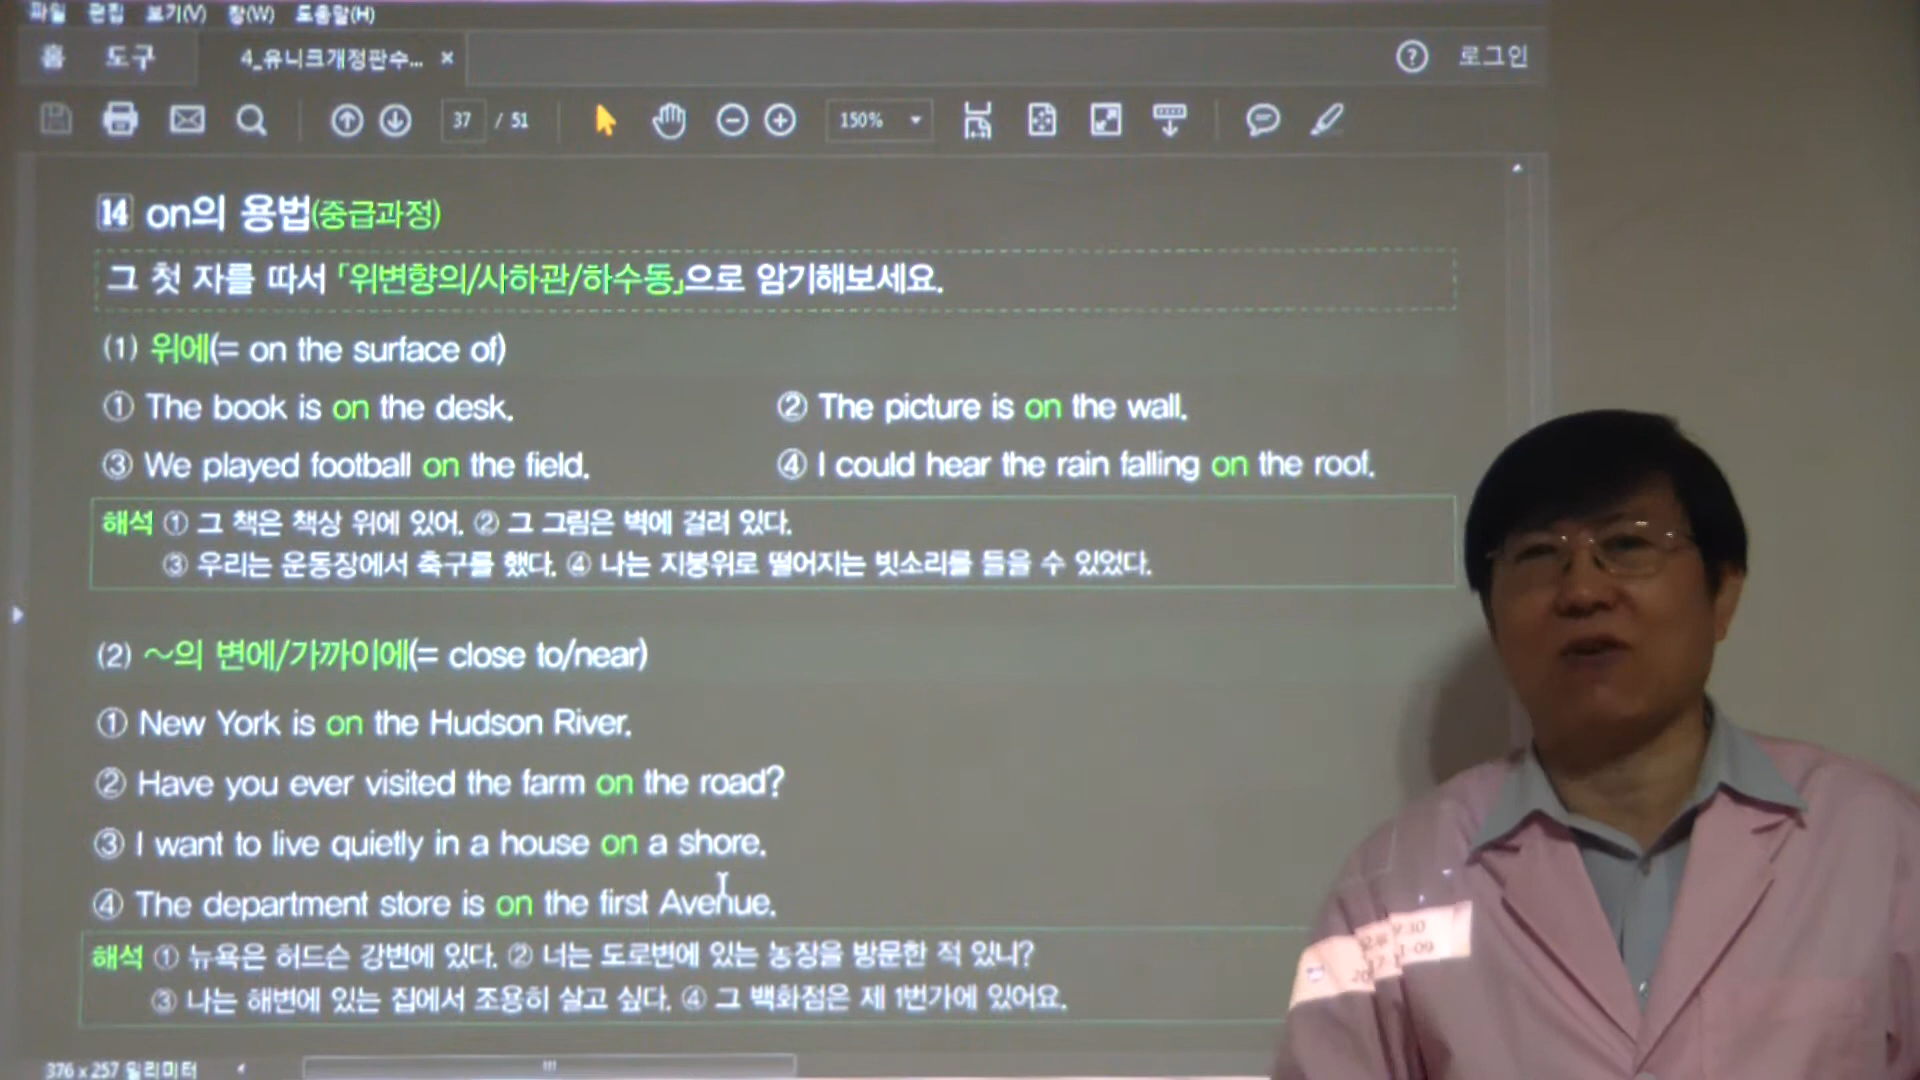 파일 편집 보기(V) 창(W) 도움말(H)
홈 도구 4_유니크개정판수... × ? 로그인
37 / 51 150%
14 on의 용법(중급과정)
그 첫 자를 따서 「위변향의/사하관/하수동」으로 암기해보세요.
(1) 위에(= on the surface of)
① The book is on the desk. ② The picture is on the wall.
③ We played football on the field. ④ I could hear the rain falling on the roof.
해석 ① 그 책은 책상 위에 있어. ② 그 그림은 벽에 걸려 있다.
③ 우리는 운동장에서 축구를 했다. ④ 나는 지붕위로 떨어지는 빗소리를 들을 수 있었다.
(2) ~의 변에/가까이에(= close to/near)
① New York is on the Hudson River.
② Have you ever visited the farm on the road?
③ I want to live quietly in a house on a shore.
④ The department store is on the first Avenue.
해석 ① 뉴욕은 허드슨 강변에 있다. ② 너는 도로변에 있는 농장을 방문한 적 있니?
③ 나는 해변에 있는 집에서 조용히 살고 싶다. ④ 그 백화점은 제 1번가에 있어요.
376 x 257 밀리미터